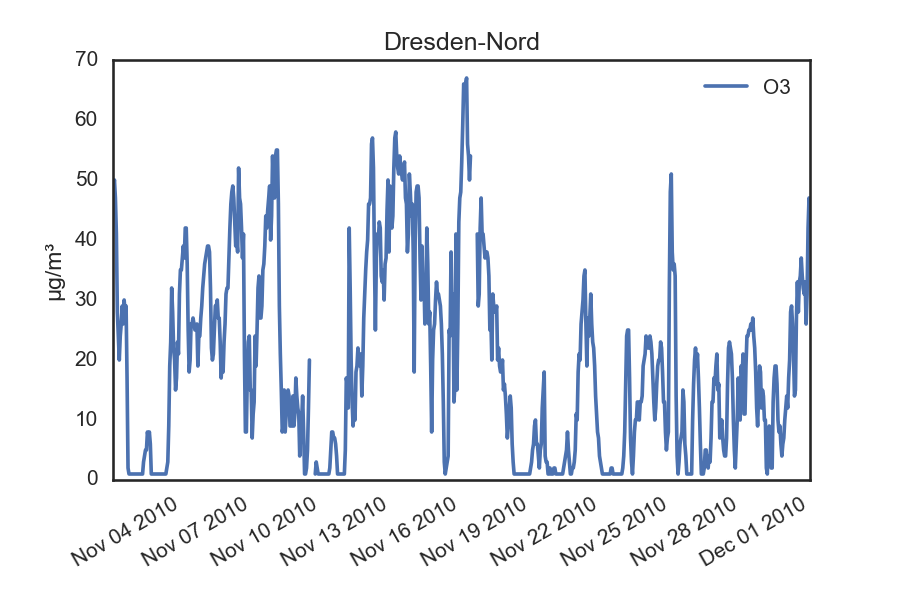 Dresden-Nord
O3
µg/m³
70
60
50
40
30
20
10
0
Nov 04 2010
Nov 07 2010
Nov 10 2010
Nov 13 2010
Nov 16 2010
Nov 19 2010
Nov 22 2010
Nov 25 2010
Nov 28 2010
Dec 01 2010